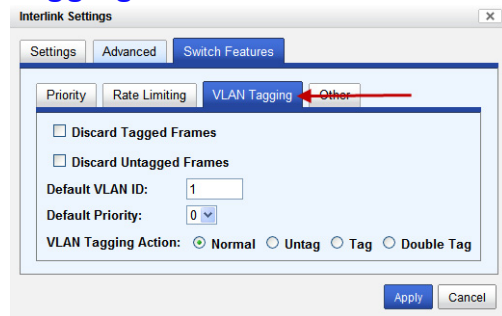 Interlink Settings
Settings Advanced Switch Features
Priority Rate Limiting VLAN Tagging Other
Discard Tagged Frames
Discard Untagged Frames
Default VLAN ID: 1
Default Priority: 0
VLAN Tagging Action: Normal Untag Tag Double Tag
Apply Cancel